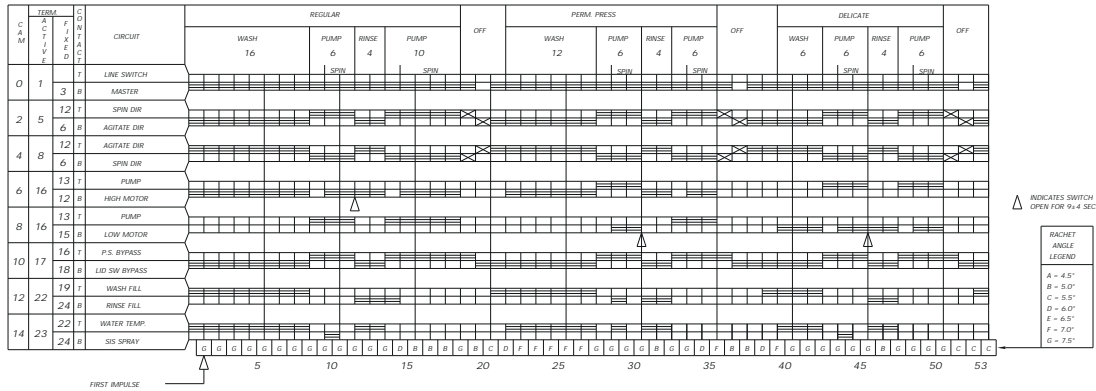 CAM
TERM.
ACTIVE
FIXED
CONTACT
CIRCUIT
REGULAR
OFF
PERM. PRESS
OFF
DELICATE
OFF
WASH
16
PUMP
6
RINSE
4
PUMP
10
WASH
12
PUMP
6
RINSE
4
PUMP
6
WASH
6
PUMP
6
RINSE
4
PUMP
6
SPIN
SPIN
SPIN
SPIN
SPIN
SPIN
0 1 T LINE SWITCH
3 B MASTER
2 5 12 T SPIN DIR
6 B AGITATE DIR
4 8 12 T AGITATE DIR
6 B SPIN DIR
6 16 13 T PUMP
12 B HIGH MOTOR
8 16 13 T PUMP
15 B LOW MOTOR
10 17 16 T P.S. BYPASS
18 B LID SW BYPASS
12 22 19 T WASH FILL
24 B RINSE FILL
14 23 22 T WATER TEMP.
24 B SIS SPRAY
G G G G G G G G G G G G G D B B B G B C D F F F F F G G G G B G G D F B B D F G G G G G G B G G G G C C C
5 10 15 20 25 30 35 40 45 50 53
FIRST IMPULSE
INDICATES SWITCH
OPEN FOR 9±4 SEC
RACHET
ANGLE
LEGEND
A = 4.5°
B = 5.0°
C = 5.5°
D = 6.0°
E = 6.5°
F = 7.0°
G = 7.5°